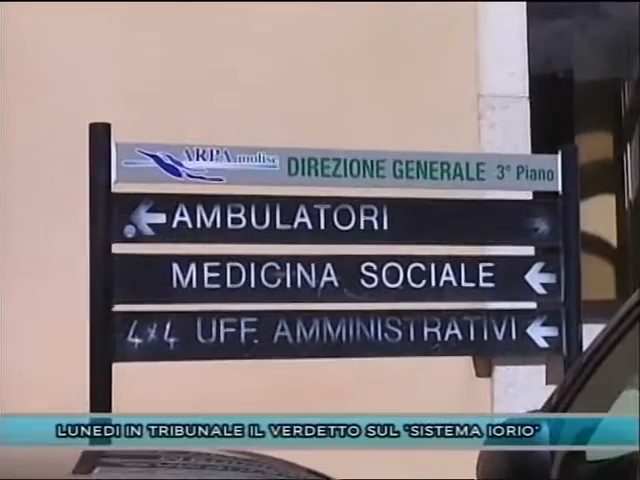 ARPA molise DIREZIONE GENERALE 3° Piano
AMBULATORI
MEDICINA SOCIALE
4x4 UFF. AMMINISTRATIVI
LUNEDI IN TRIBUNALE IL VERDETTO SUL "SISTEMA IORIO"